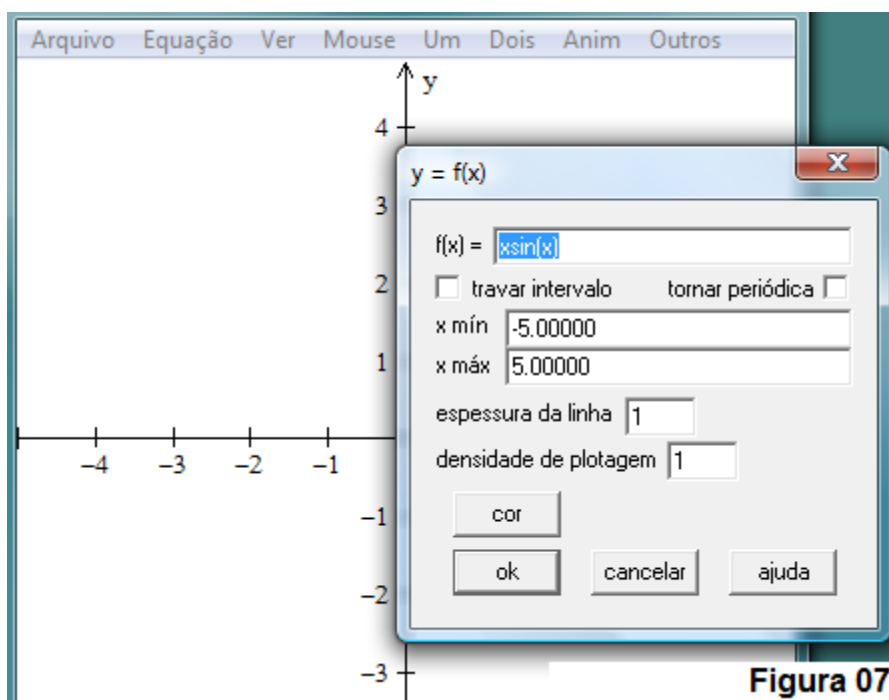 Arquivo Equação Ver Mouse Um Dois Anim Outros
y
4
3
2
1
−4 −3 −2 −1
−1
−2
−3
y = f(x)
f(x) = xsin(x)
travar intervalo tornar periódica
x mín -5.00000
x máx 5.00000
espessura da linha 1
densidade de plotagem 1
cor
ok cancelar ajuda
Figura 07